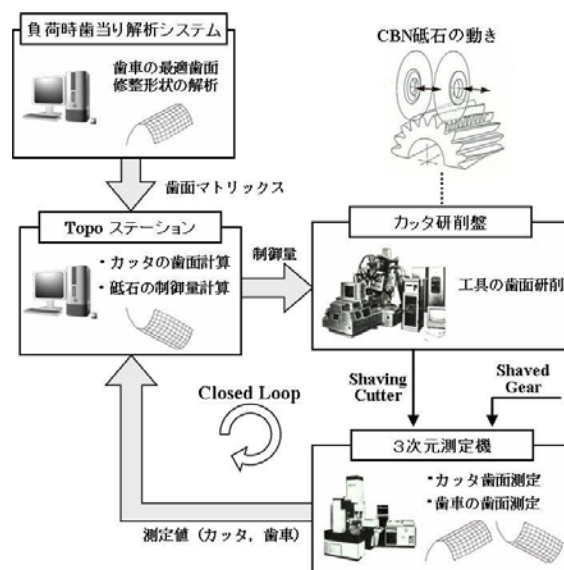 負荷時歯当り解析システム
歯車の最適歯面
修整形状の解析
CBN砥石の動き
歯面マトリックス
Topo ステーション
・カッタの歯面計算
・砥石の制御量計算
制御量
カッタ研削盤
工具の歯面研削
Shaving
Cutter
Shaved
Gear
Closed Loop
3次元測定機
・カッタ歯面測定
・歯車の歯面測定
測定値（カッタ，歯車）